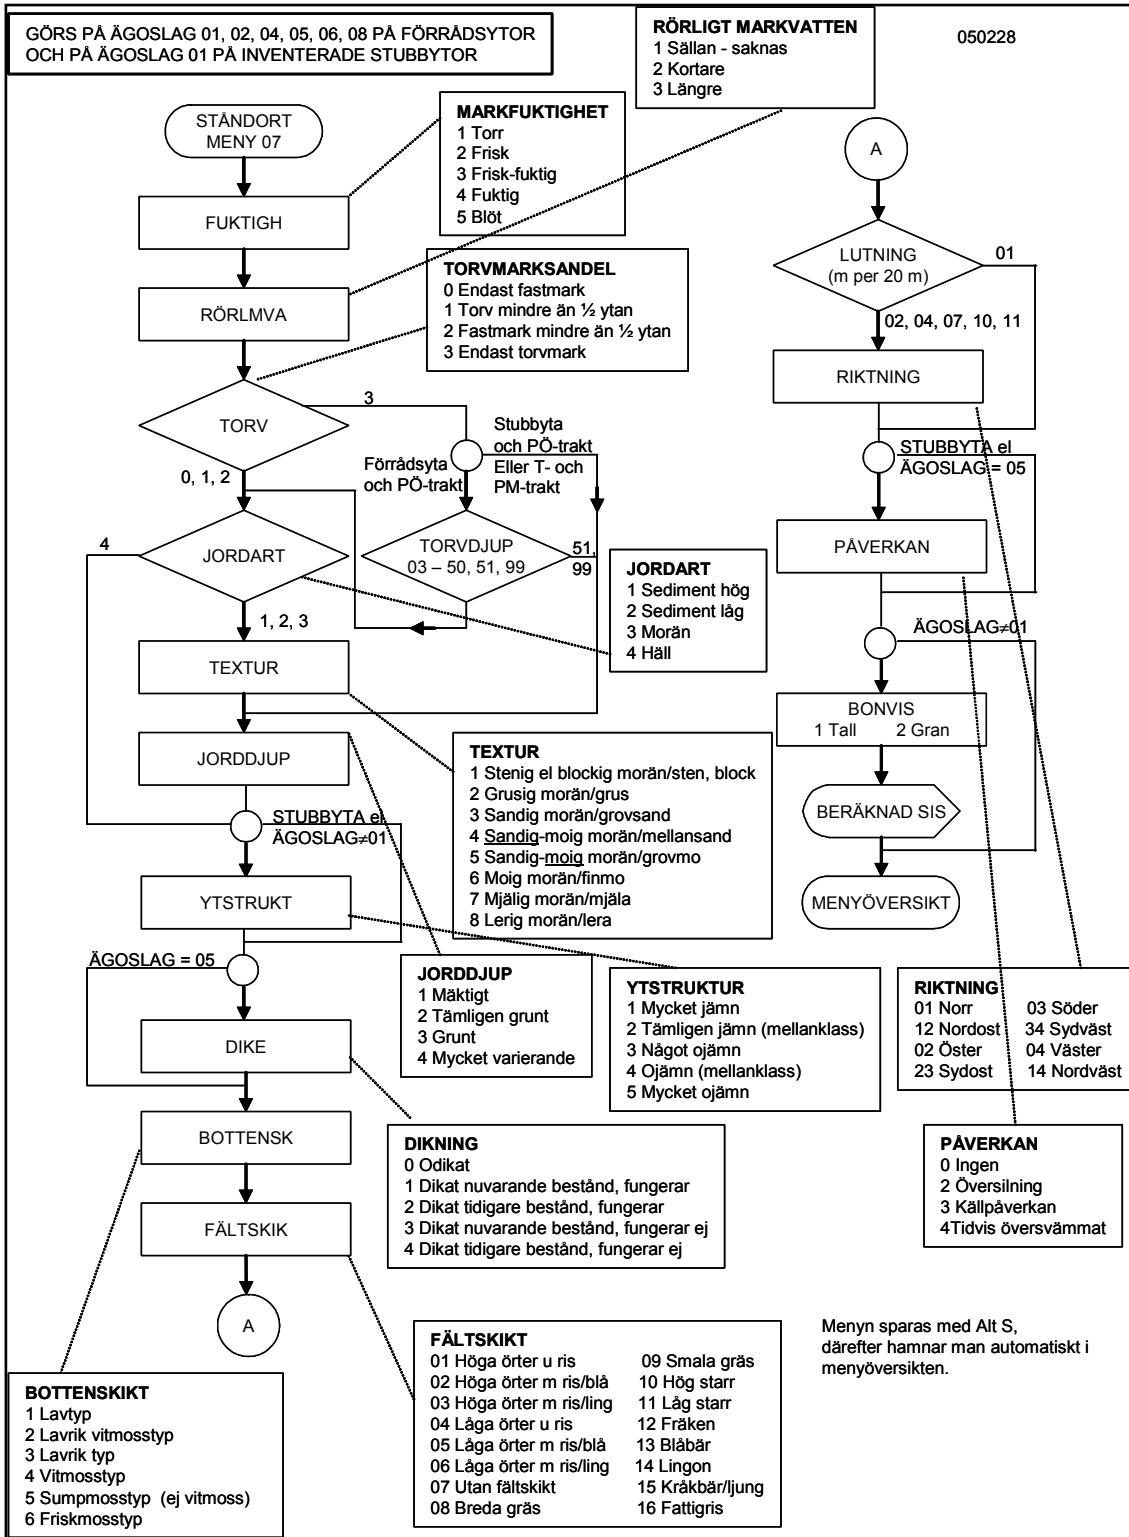 GÖRS PÅ ÄGOSLAG 01, 02, 04, 05, 06, 08 PÅ FÖRRÅDSYTOR
OCH PÅ ÄGOSLAG 01 PÅ INVENTERADE STUBBYTOR
RÖRLIGT MARKVATTEN
1 Sällan - saknas
2 Kortare
3 Längre
050228
STÅNDORT
MENY 07
MARKFUKTIGHET
1 Torr
2 Frisk
3 Frisk-fuktig
4 Fuktig
5 Blöt
FUKTIGH
RÖRLMVA
TORVMARKSANDEL
0 Endast fastmark
1 Torv mindre än ½ ytan
2 Fastmark mindre än ½ ytan
3 Endast torvmark
TORV
3
0, 1, 2
Förrådsyta
och PÖ-trakt
Stubbyta
och PÖ-trakt
Eller T- och
PM-trakt
JORDART
4
1, 2, 3
TORVDJUP
03 – 50, 51, 99
51,
99
JORDART
1 Sediment hög
2 Sediment låg
3 Morän
4 Häll
TEXTUR
JORDDJUP
TEXTUR
1 Stenig el blockig morän/sten, block
2 Grusig morän/grus
3 Sandig morän/grovsand
4 Sandig-moig morän/mellansand
5 Sandig-moig morän/grovmo
6 Moig morän/finmo
7 Mjälig morän/mjäla
8 Lerig morän/lera
STUBBYTA el
ÄGOSLAG≠01
YTSTRUKT
ÄGOSLAG = 05
DIKE
JORDDJUP
1 Mäktigt
2 Tämligen grunt
3 Grunt
4 Mycket varierande
YTSTRUKTUR
1 Mycket jämn
2 Tämligen jämn (mellanklass)
3 Något ojämn
4 Ojämn (mellanklass)
5 Mycket ojämn
BOTTENSK
FÄLTSKIK
A
DIKNING
0 Odikat
1 Dikat nuvarande bestånd, fungerar
2 Dikat tidigare bestånd, fungerar
3 Dikat nuvarande bestånd, fungerar ej
4 Dikat tidigare bestånd, fungerar ej
BOTTENSKIKT
1 Lavtyp
2 Lavrik vitmosstyp
3 Lavrik typ
4 Vitmosstyp
5 Sumpmosstyp (ej vitmoss)
6 Friskmosstyp
FÄLTSKIKT
01 Höga örter u ris 09 Smala gräs
02 Höga örter m ris/blå 10 Hög starr
03 Höga örter m ris/ling 11 Låg starr
04 Låga örter u ris 12 Fräken
05 Låga örter m ris/blå 13 Blåbär
06 Låga örter m ris/ling 14 Lingon
07 Utan fältskikt 15 Kråkbär/ljung
08 Breda gräs 16 Fattigris
A
LUTNING
(m per 20 m)
01
02, 04, 07, 10, 11
RIKTNING
STUBBYTA el
ÄGOSLAG = 05
PÅVERKAN
ÄGOSLAG≠01
BONVIS
1 Tall 2 Gran
BERÄKNAD SIS
MENYÖVERSIKT
RIKTNING
01 Norr 03 Söder
12 Nordost 34 Sydväst
02 Öster 04 Väster
23 Sydost 14 Nordväst
PÅVERKAN
0 Ingen
2 Översilning
3 Källpåverkan
4Tidvis översvämmat
Menyn sparas med Alt S,
därefter hamnar man automatiskt i
menyöversikten.